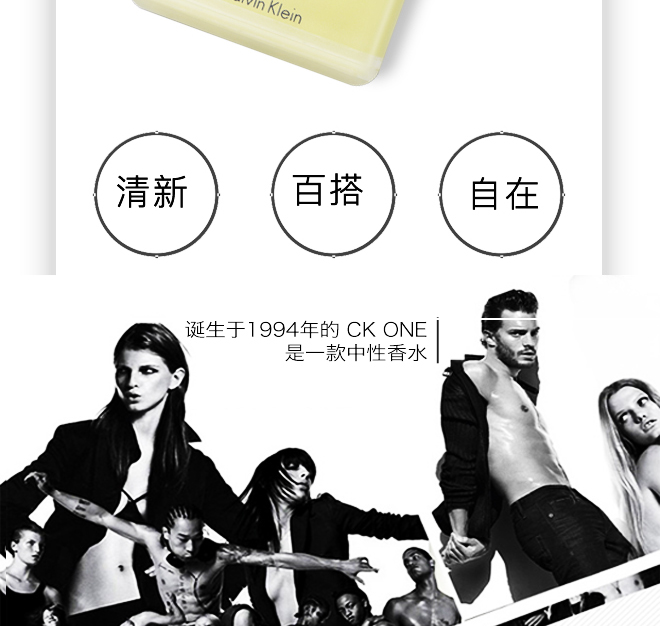 Calvin Klein
清新
百搭
自在
诞生于1994年的 CK ONE
是一款中性香水